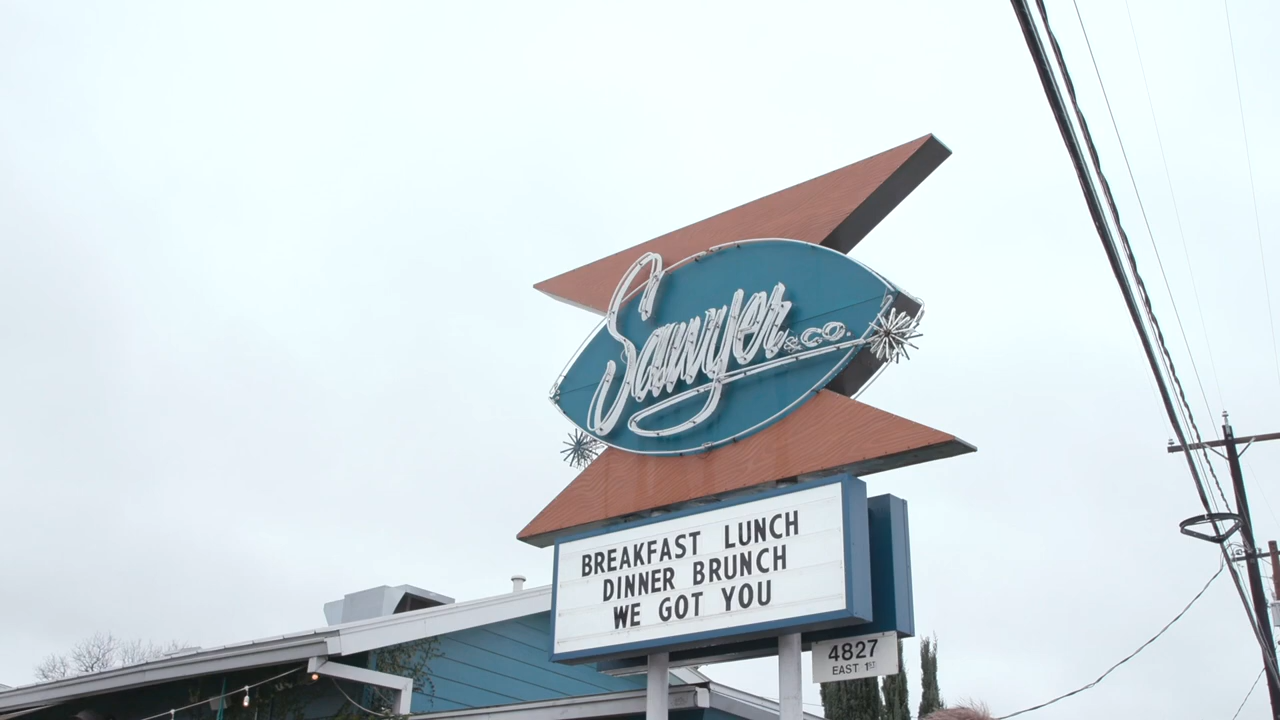 Sawyer
& CO.
BREAKFAST LUNCH
DINNER BRUNCH
WE GOT YOU
4827
EAST 1ST